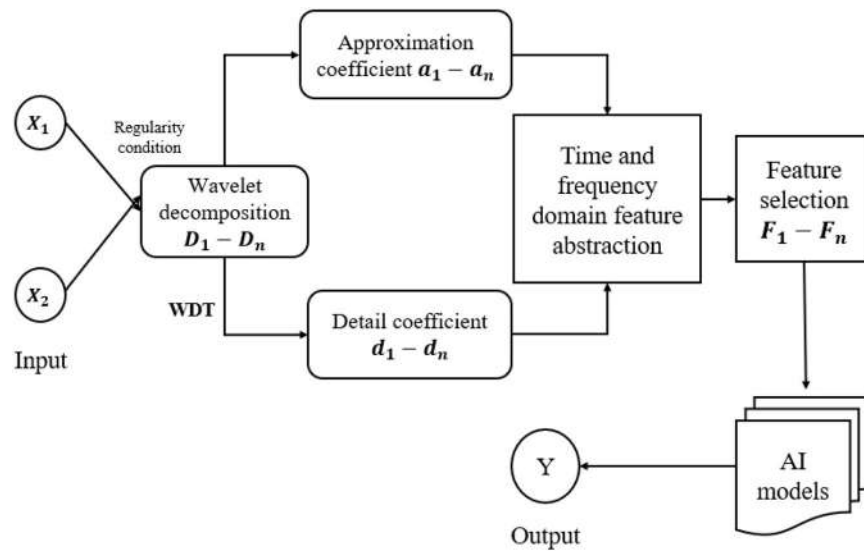 Approximation
coefficient a₁ − aₙ
X₁
Regularity
condition
Wavelet
decomposition
D₁ − Dₙ
Time and
frequency
domain feature
abstraction
Feature
selection
F₁ − Fₙ
X₂
WDT
Input
Detail coefficient
d₁ − dₙ
Y
AI
models
Output